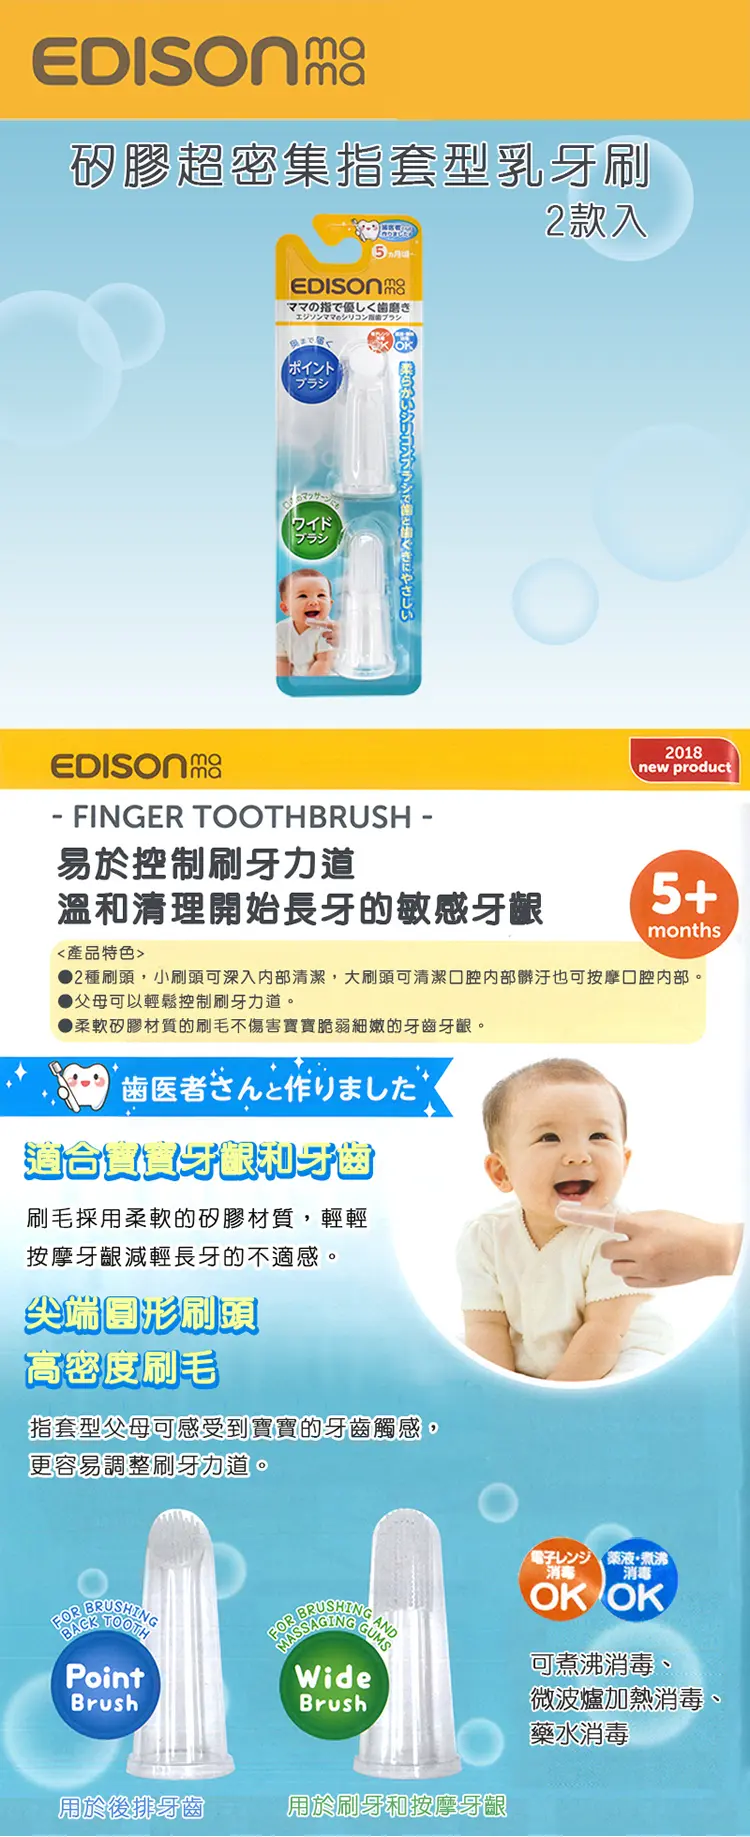 EDISONmama
矽膠超密集指套型乳牙刷
2款入
5ヵ月頃~
EDISONmama
ママの指で優しく歯磨き
エジソンママのシリコン指歯ブラシ
OK OK
ポイント
ブラシ
柔らかいシリコンブラシで歯と歯ぐきにやさしい
ワイド
ブラシ
EDISONmama
2018
new product
- FINGER TOOTHBRUSH -
易於控制刷牙力道
溫和清理開始長牙的敏感牙齦
5+
months
<產品特色>
●2種刷頭，小刷頭可深入內部清潔，大刷頭可清潔口腔內部髒汙也可按摩口腔內部。
●父母可以輕鬆控制刷牙力道。
●柔軟矽膠材質的刷毛不傷害寶寶脆弱細嫩的牙齒牙齦。
歯医者さんと作りました
適合寶寶牙齦和牙齒
刷毛採用柔軟的矽膠材質，輕輕
按摩牙齦減輕長牙的不適感。
尖端圓形刷頭
高密度刷毛
指套型父母可感受到寶寶的牙齒觸感，
更容易調整刷牙力道。
FOR BRUSHING
BACK TOOTH
Point
Brush
FOR BRUSHING AND
MASSAGING GUMS
Wide
Brush
電子レンジ
消毒
OK
薬液・煮沸
消毒
OK
可煮沸消毒、
微波爐加熱消毒、
藥水消毒
用於後排牙齒
用於刷牙和按摩牙齦